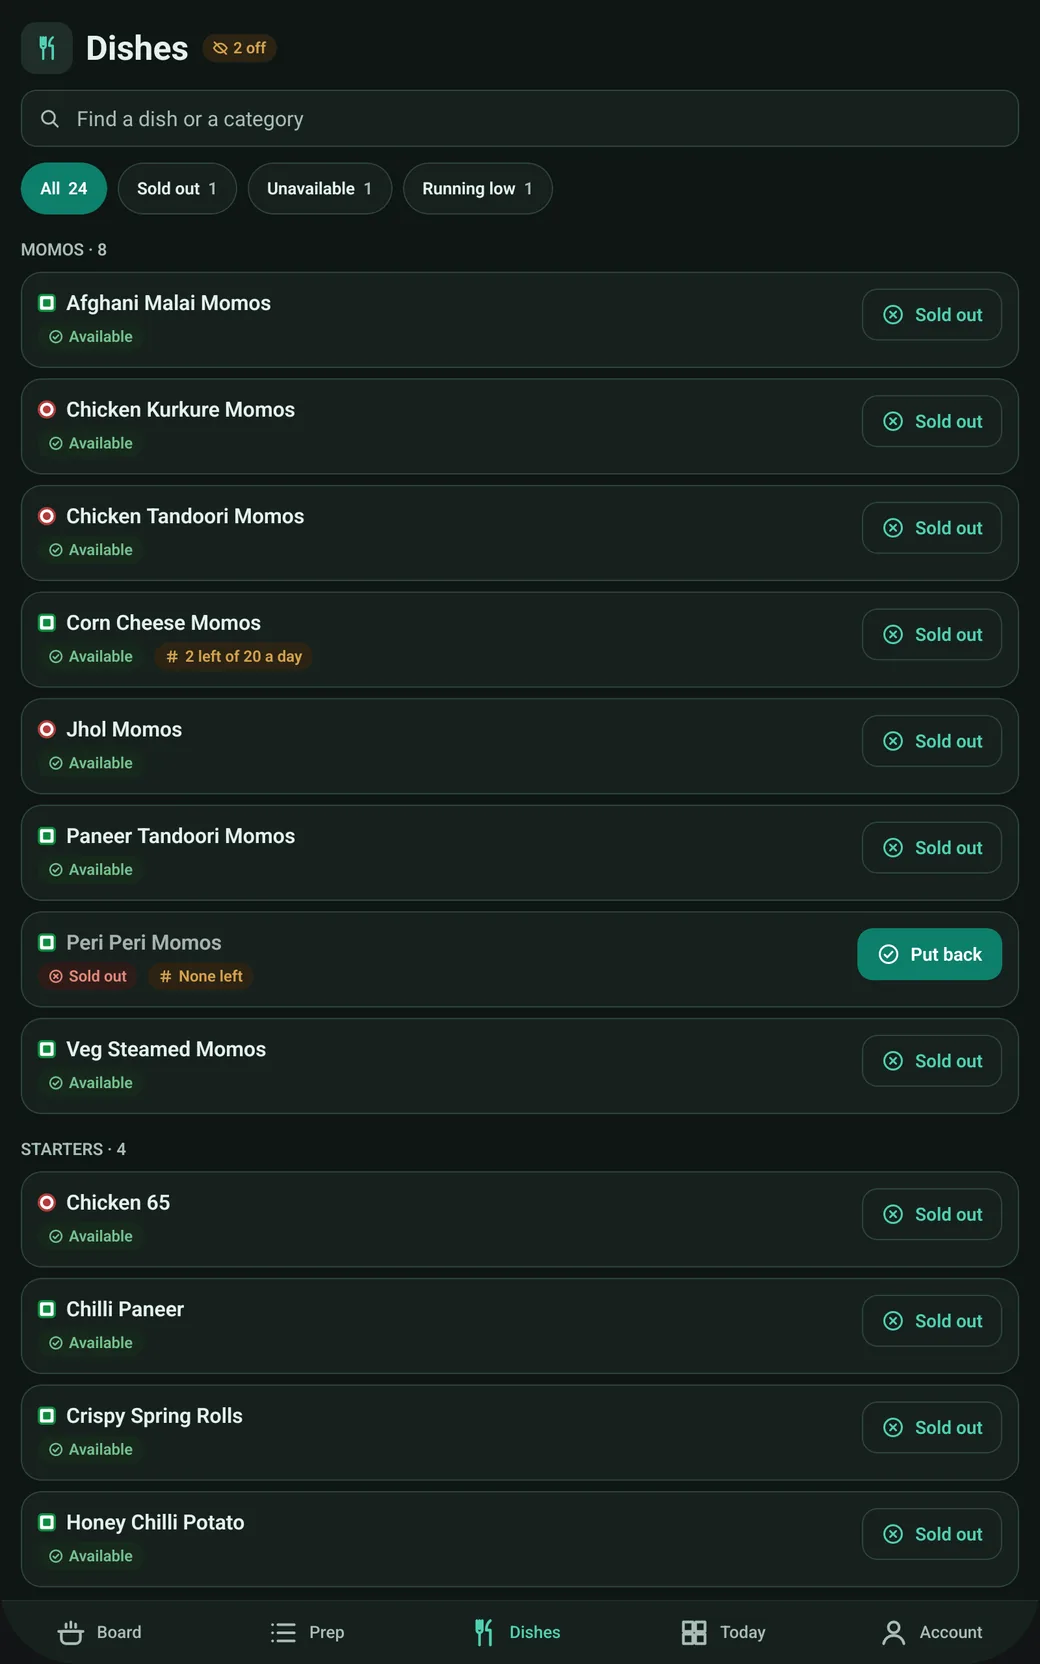 Dishes 2 off
Find a dish or a category
All 24 Sold out 1 Unavailable 1 Running low 1
MOMOS · 8
Afghani Malai Momos
Sold out
Available
Chicken Kurkure Momos
Sold out
Available
Chicken Tandoori Momos
Sold out
Available
Corn Cheese Momos
Sold out
Available # 2 left of 20 a day
Jhol Momos
Sold out
Available
Paneer Tandoori Momos
Sold out
Available
Peri Peri Momos
Put back
Sold out # None left
Veg Steamed Momos
Sold out
Available
STARTERS · 4
Chicken 65
Sold out
Available
Chilli Paneer
Sold out
Available
Crispy Spring Rolls
Sold out
Available
Honey Chilli Potato
Sold out
Available
Board Prep Dishes Today Account